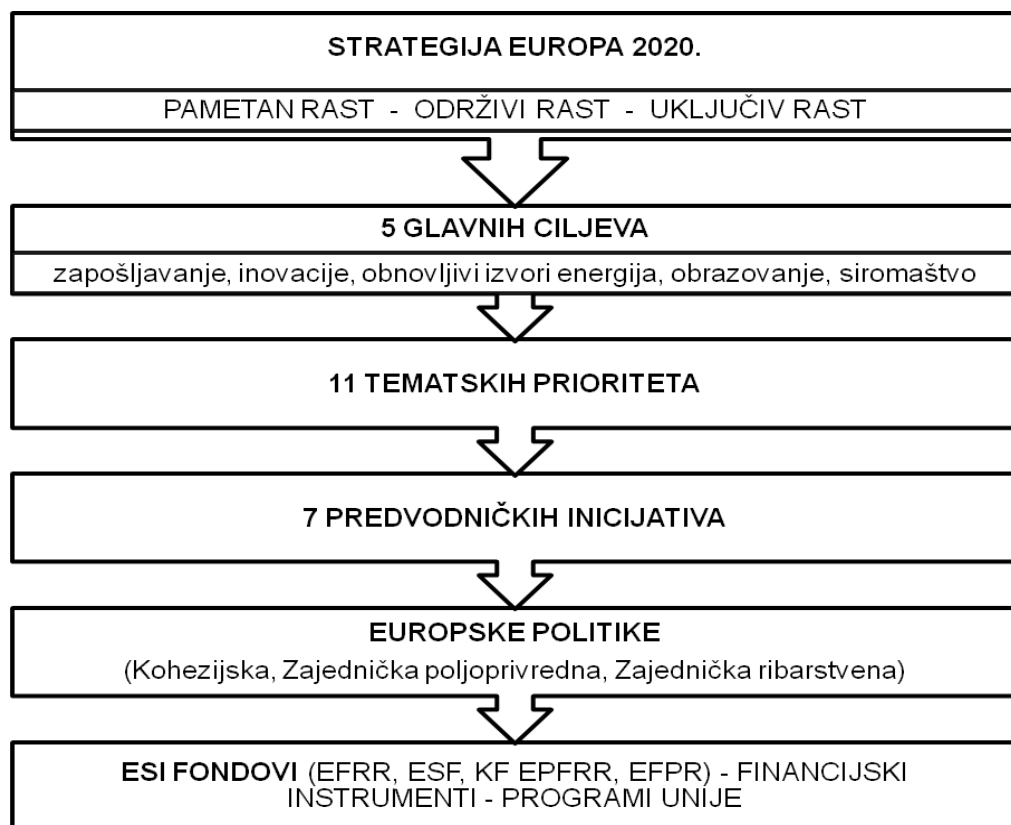 STRATEGIJA EUROPA 2020.
PAMETAN RAST - ODRŽIVI RAST - UKLJUČIV RAST
5 GLAVNIH CILJEVA
zapošljavanje, inovacije, obnovljivi izvori energija, obrazovanje, siromaštvo
11 TEMATSKIH PRIORITETA
7 PREDVODNIČKIH INICIJATIVA
EUROPSKE POLITIKE
(Kohezijska, Zajednička poljoprivredna, Zajednička ribarstvena)
ESI FONDOVI (EFRR, ESF, KF EPFRR, EFPR) - FINANCIJSKI
INSTRUMENTI - PROGRAMI UNIJE